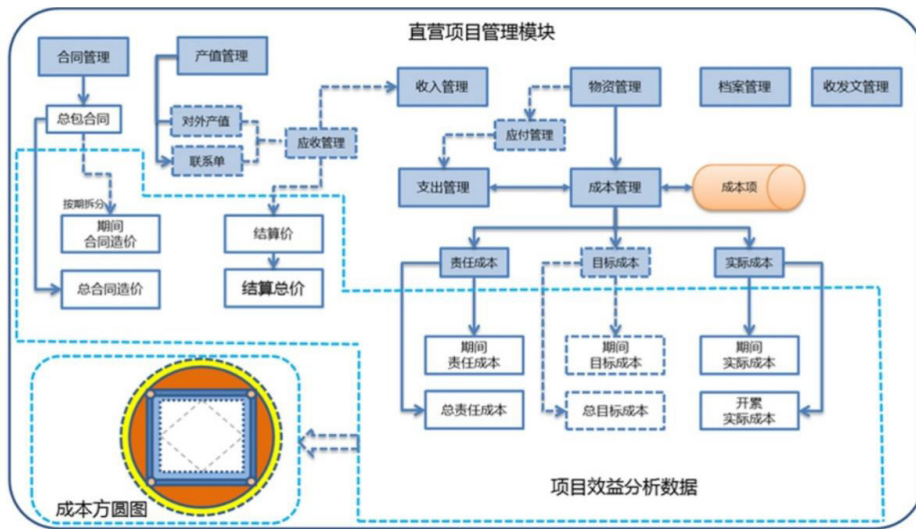 直营项目管理模块
合同管理
产值管理
收入管理
物资管理
档案管理
收发文管理
总包合同
对外产值
应收管理
应付管理
联系单
支出管理
成本管理
成本项
按期拆分
期间
合同造价
结算价
责任成本
目标成本
实际成本
总合同造价
结算总价
期间
责任成本
期间
目标成本
期间
实际成本
总责任成本
总目标成本
开累
实际成本
项目效益分析数据
成本方圆图